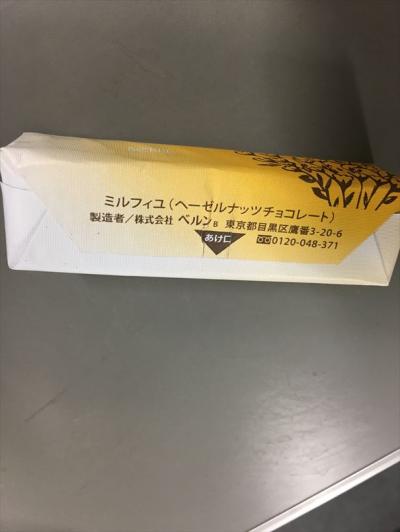 ミルフィユ(ヘーゼルナッツチョコレート)
製造者/株式会社 ベルンB 東京都目黒区鷹番3-20-6
あけ口 0120-048-371